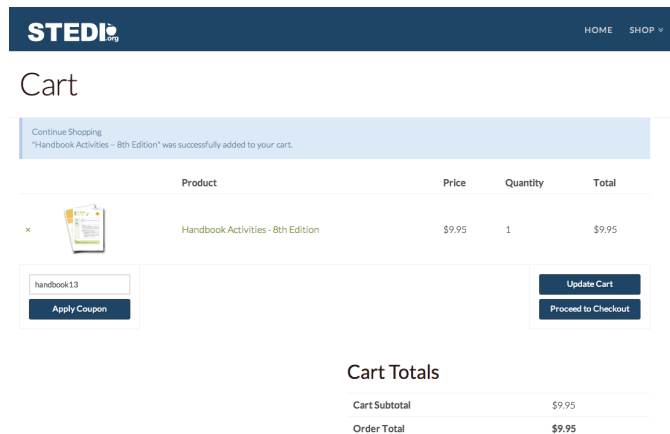 STEDI.org
HOME SHOP
Cart
Continue Shopping
"Handbook Activities – 8th Edition" was successfully added to your cart.
Product Price Quantity Total
× Handbook Activities - 8th Edition $9.95 1 $9.95
handbook13
Update Cart
Apply Coupon
Proceed to Checkout
Cart Totals
Cart Subtotal $9.95
Order Total $9.95